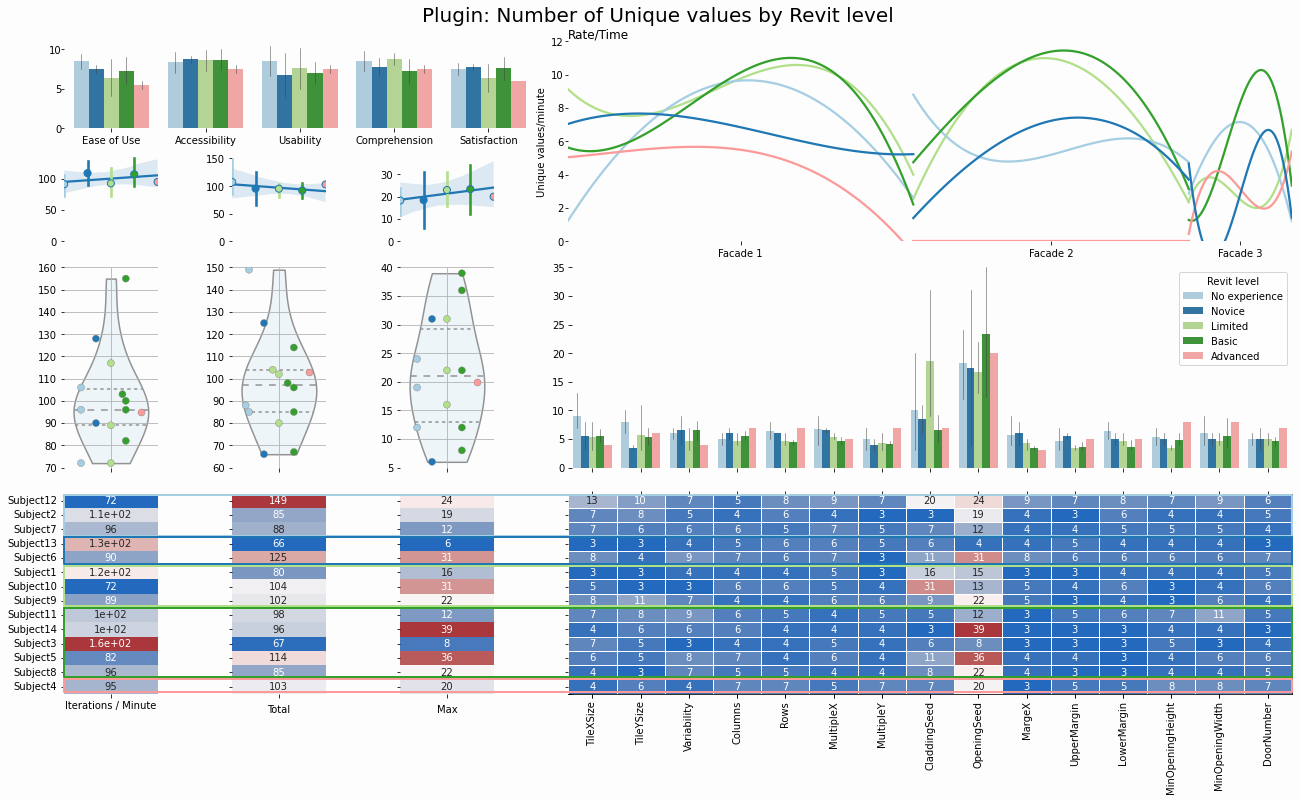 Plugin: Number of Unique values by Revit level
10
5
0
Ease of Use Accessibility Usability Comprehension Satisfaction
Rate/Time
Unique values/minute
12
10
8
6
4
2
0
Facade 1 Facade 2 Facade 3
100
50
0
150
100
50
0
30
20
10
0
160
150
140
130
120
110
100
90
80
70
60
150
140
130
120
110
100
90
80
70
60
40
35
30
25
20
15
10
5
35
30
25
20
15
10
5
0
Revit level
No experience
Novice
Limited
Basic
Advanced
Subject12 72 149 24 13 10 7 5 8 9 7 20 24 9 7 8 7 9 6
Subject2 1.1e+02 85 19 7 8 5 4 6 4 3 3 19 4 3 6 4 4 5
Subject7 96 88 12 7 6 6 6 5 7 5 7 12 4 4 5 5 5 4
Subject13 1.3e+02 66 6 3 3 4 5 6 6 5 6 4 4 5 4 4 4 3
Subject6 90 125 31 8 4 9 7 6 7 3 11 31 8 6 6 6 6 7
Subject1 1.2e+02 80 16 3 3 4 4 4 5 3 16 15 3 3 4 4 4 5
Subject10 72 104 31 5 3 3 6 6 5 4 31 13 5 4 6 3 4 6
Subject9 89 102 22 8 11 7 4 4 6 6 9 22 5 3 4 3 6 4
Subject11 1e+02 98 12 7 8 9 6 5 4 5 5 12 3 5 6 7 11 5
Subject14 1e+02 96 39 4 6 6 6 4 4 4 3 39 3 3 3 4 4 3
Subject3 1.6e+02 67 8 5 5 4 4 4 4 3 6 8 3 3 3 5 3 4
Subject5 82 114 36 6 5 8 7 4 6 4 11 36 4 4 3 4 6 6
Subject8 96 85 22 4 3 7 5 5 4 4 8 22 4 3 3 4 4 5
Subject4 95 103 20 4 6 4 7 7 5 7 7 20 3 5 5 8 8 7
Iterations / Minute Total Max
TileXSize
TileYSize
Variability
Columns
Rows
MultipleX
MultipleY
CladdingSeed
OpeningSeed
MargeX
UpperMargin
LowerMargin
MinOpeningHeight
MinOpeningWidth
DoorNumber